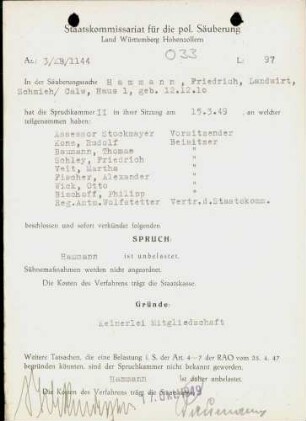 Staatskommissariat für die pol. Säuberung
Land Württemberg Hohenzollern
Az.: 3/ZN/1144 033 L: 97
In der Säuberungssache Hammann, Friedrich, Landwirt,
Schmieh/ Calw, Haus 1, geb. 12.12.10
hat die Spruchkammer II in ihrer Sitzung am 15.3.49, an welcher
teilgenommen haben:
Assessor Stockmayer Vorsitzender
Kons, Rudolf Beisitzer
Baumann, Thomas "
Schley, Friedrich "
Veit, Martha "
Fischer, Alexander "
Wick, Otto "
Bischoff, Philipp "
Reg.Amtm.Wolfstetter Vertr.d.Staatskomm.
beschlossen und sofort verkündet folgenden
SPRUCH:
Hammann ist unbelastet.
Sühnemaßnahmen werden nicht angeordnet.
Die Kosten des Verfahrens trägt die Staatskasse.
Gründe:
Keinerlei Mitgliedschaft
Weitere Tatsachen, die eine Belastung i. S. der Art. 4-7 der RAO vom 25. 4. 47
begründen könnten, sind der Spruchkammer nicht bekannt geworden.
Hammann ist daher unbelastet.
Die Kosten des Verfahrens trägt die Staatskasse.
1949